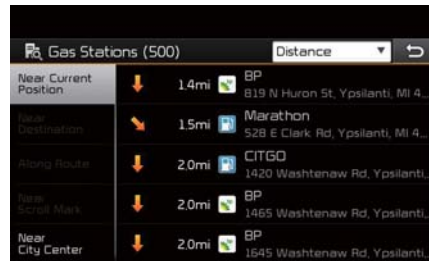 Gas Stations (500)
Distance
Near Current
Position
1.4mi
BP
819 N Huron St, Ypsilanti, MI 4...
Near
Destination
1.5mi
Marathon
528 E Clark Rd, Ypsilanti, MI 4...
Along Route
2.0mi
CITGO
1420 Washtenaw Rd, Ypsilanti,...
Near
Scroll Mark
2.0mi
BP
1465 Washtenaw Rd, Ypsilanti,...
Near
City Center
2.0mi
BP
1645 Washtenaw Rd, Ypsilanti,...